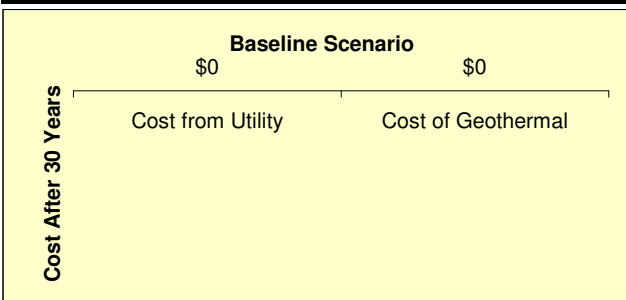 Baseline Scenario
$0 $0
Cost from Utility Cost of Geothermal
Cost After 30 Years